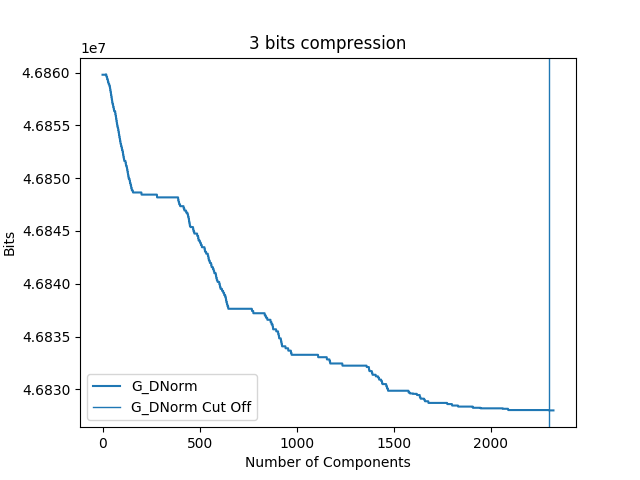 3 bits compression
1e7
4.6860
4.6855
4.6850
4.6845
4.6840
4.6835
4.6830
Bits
G_DNorm
G_DNorm Cut Off
0 500 1000 1500 2000
Number of Components